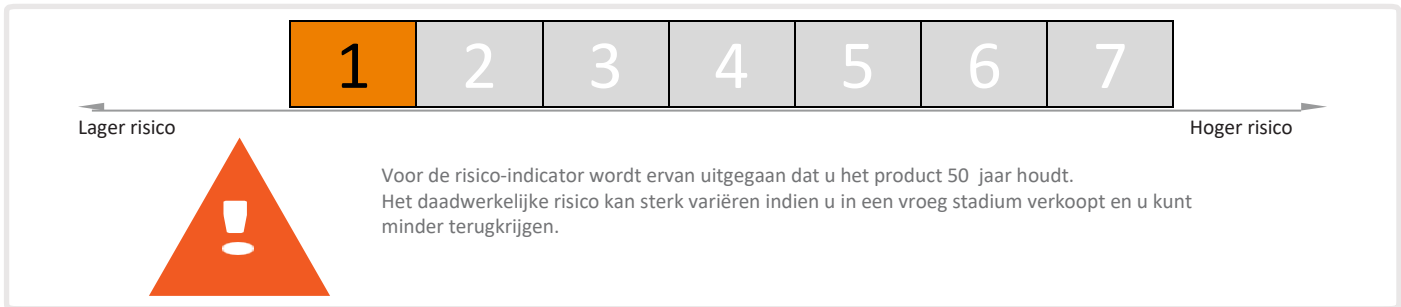 1 2 3 4 5 6 7
Lager risico Hoger risico
Voor de risico-indicator wordt ervan uitgegaan dat u het product 50 jaar houdt.
Het daadwerkelijke risico kan sterk variëren indien u in een vroeg stadium verkoopt en u kunt
minder terugkrijgen.
!